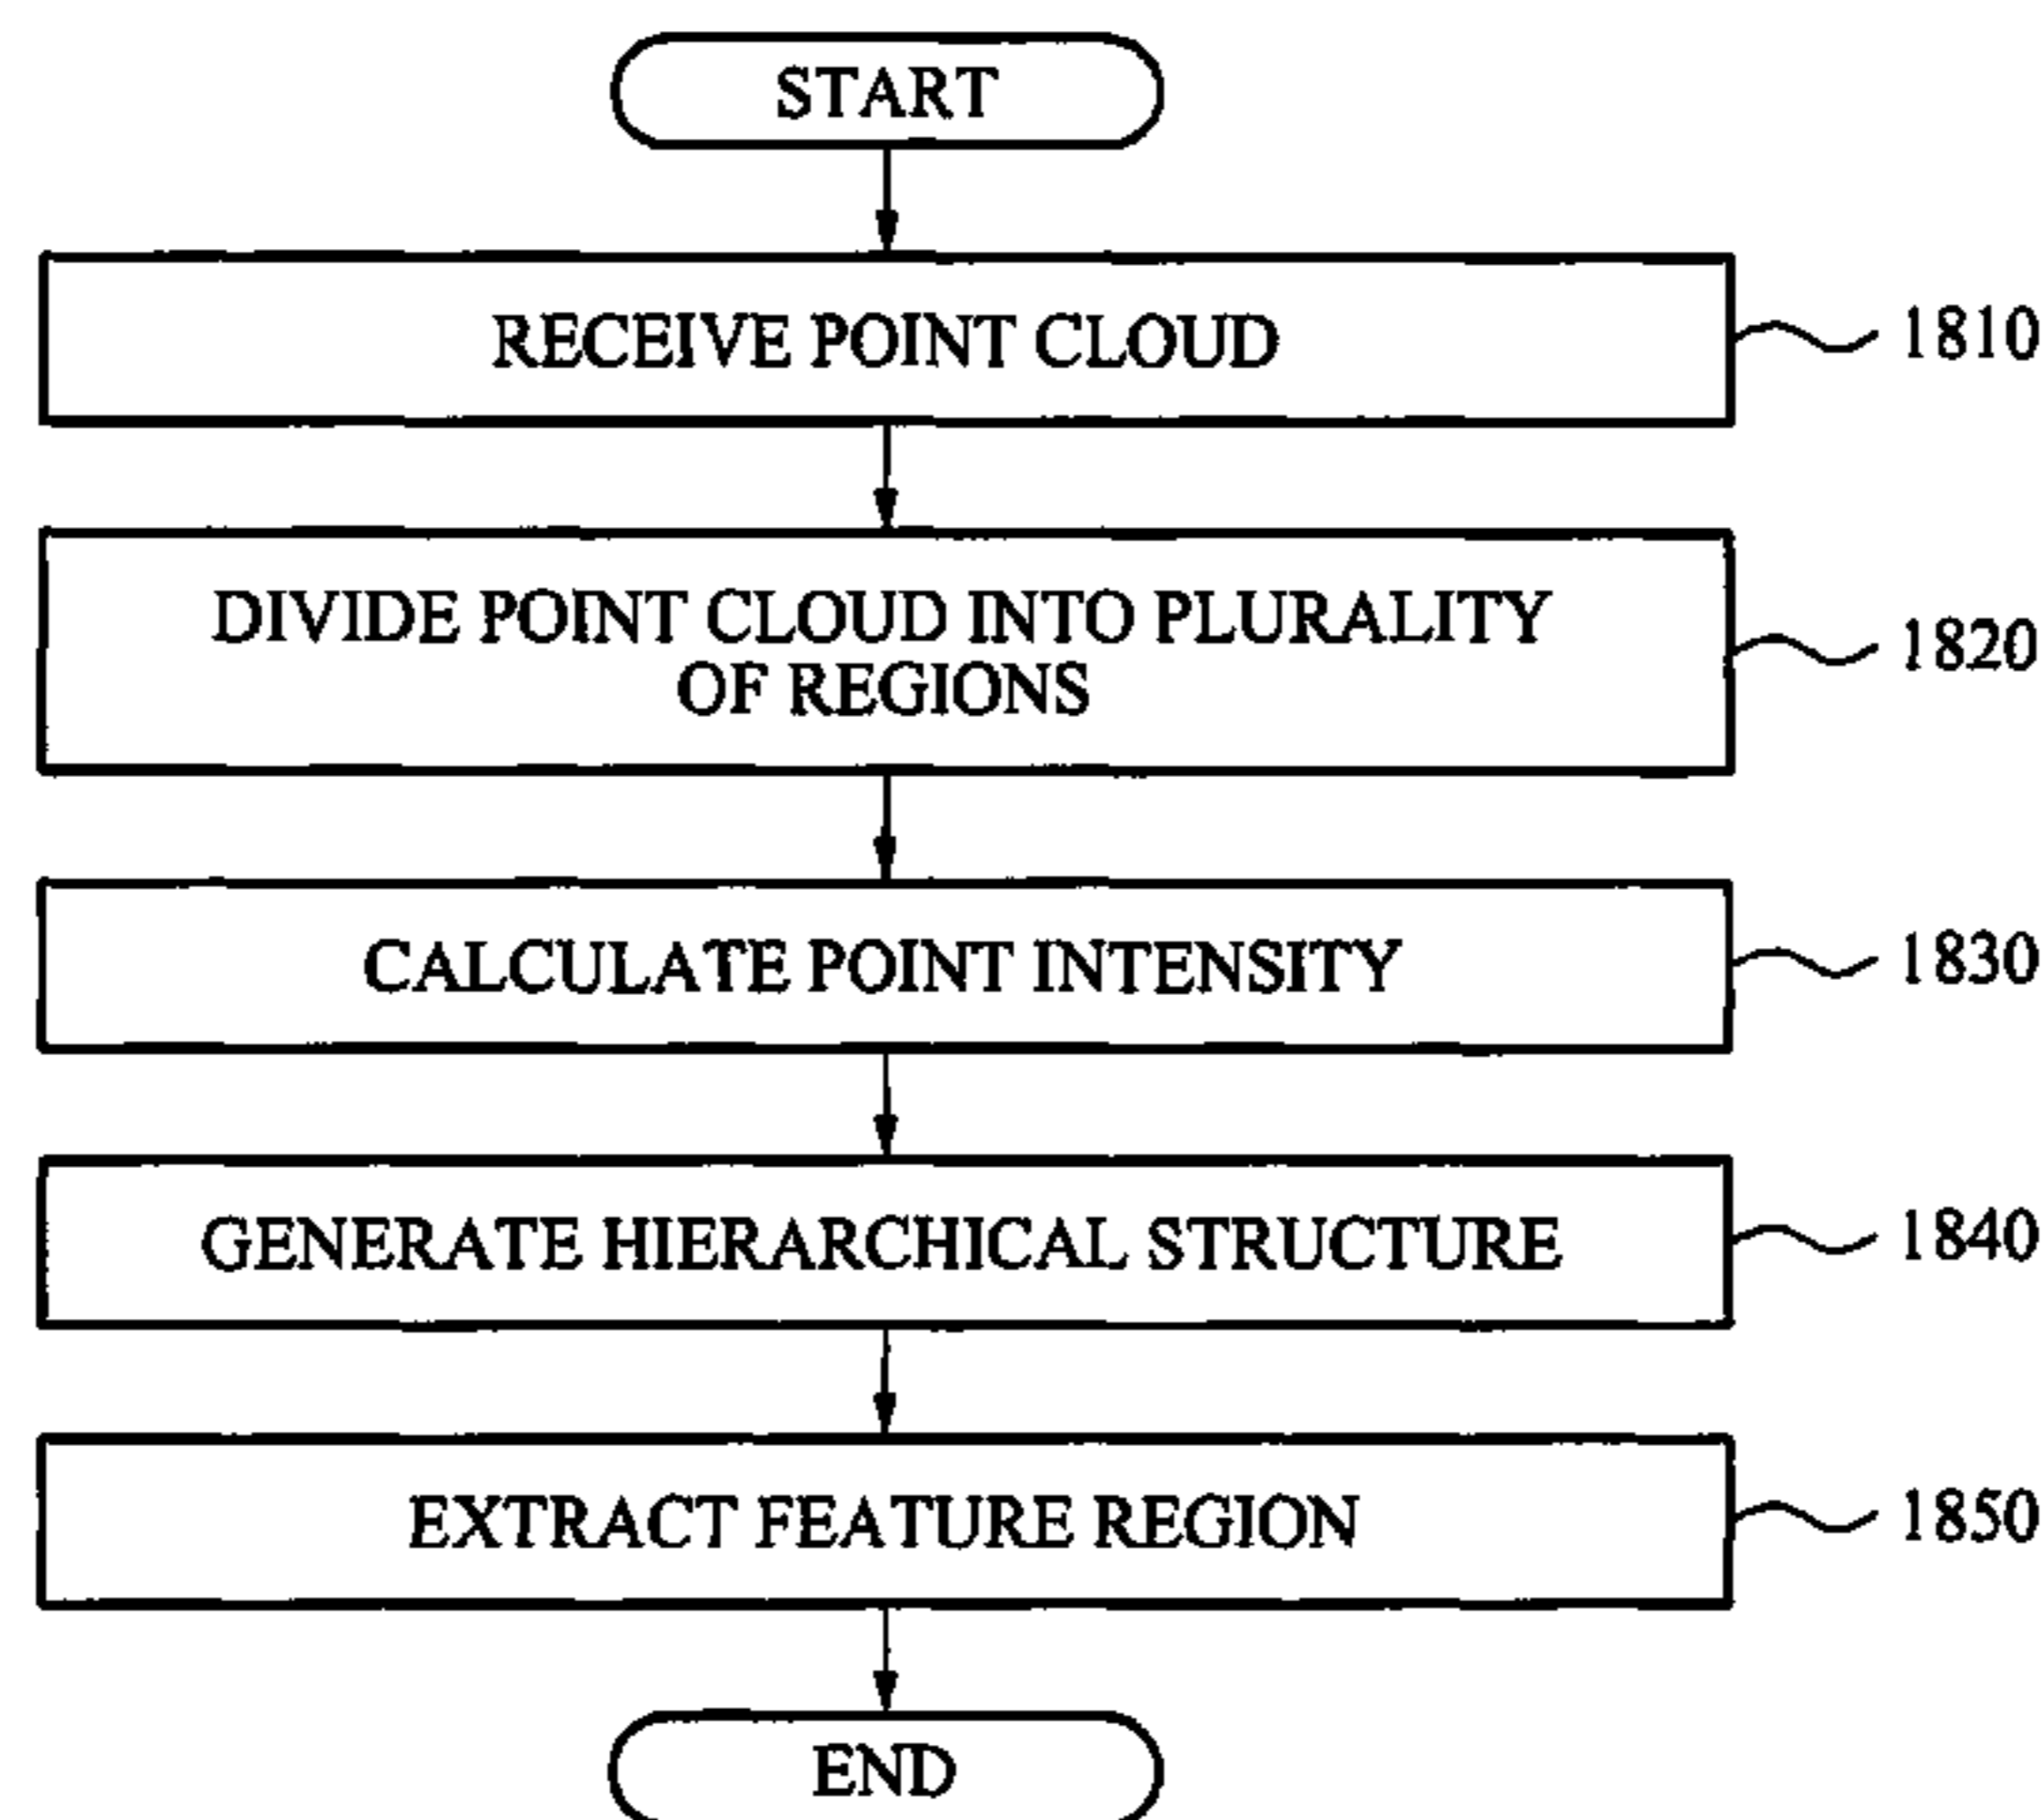 START
RECEIVE POINT CLOUD
1810
DIVIDE POINT CLOUD INTO PLURALITY
OF REGIONS
1820
CALCULATE POINT INTENSITY
1830
GENERATE HIERARCHICAL STRUCTURE
1840
EXTRACT FEATURE REGION
1850
END